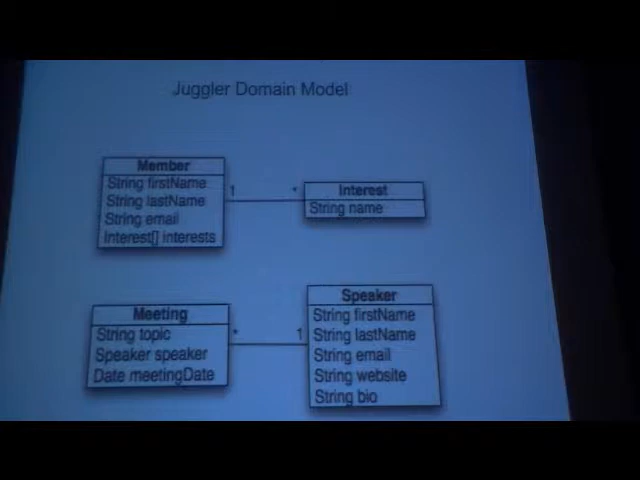 Juggler Domain Model
Member
String firstName
String lastName
String email
Interest[] interests
1
*
Interest
String name
Meeting
String topic
Speaker speaker
Date meetingDate
*
1
Speaker
String firstName
String lastName
String email
String website
String bio